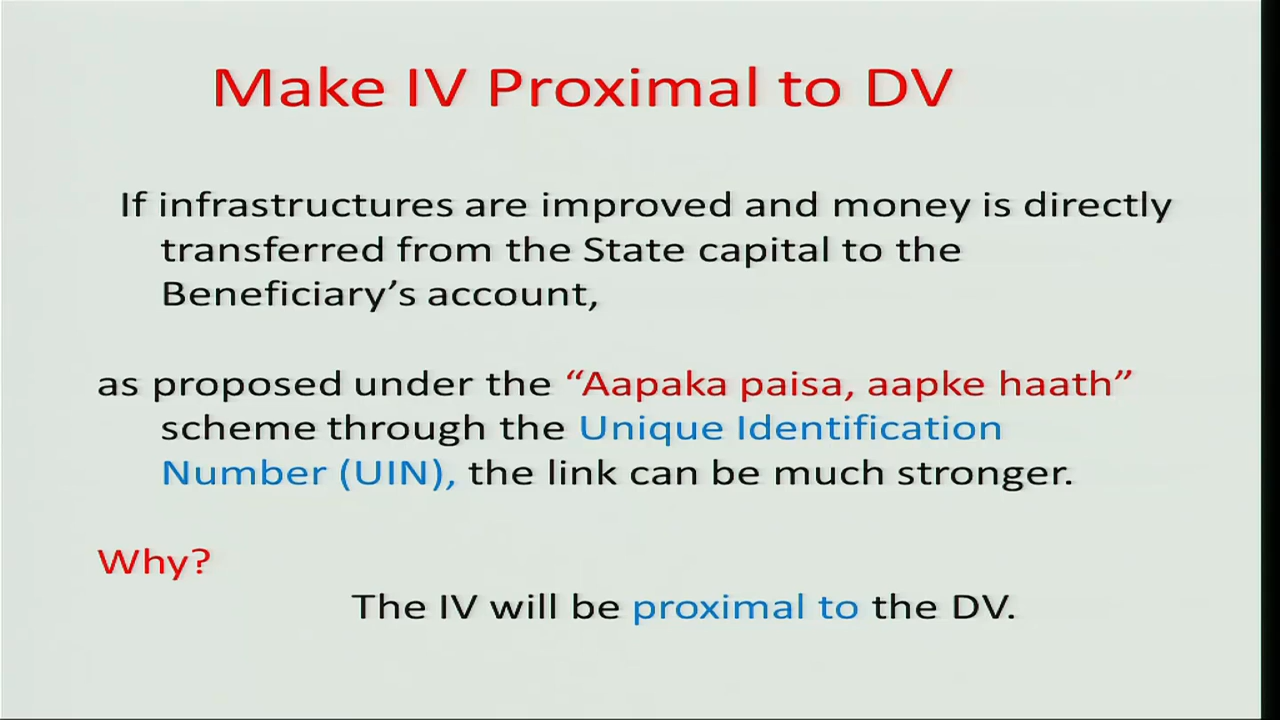 Make IV Proximal to DV
If infrastructures are improved and money is directly
transferred from the State capital to the
Beneficiary’s account,
as proposed under the “Aapaka paisa, aapke haath”
scheme through the Unique Identification
Number (UIN), the link can be much stronger.
Why?
The IV will be proximal to the DV.